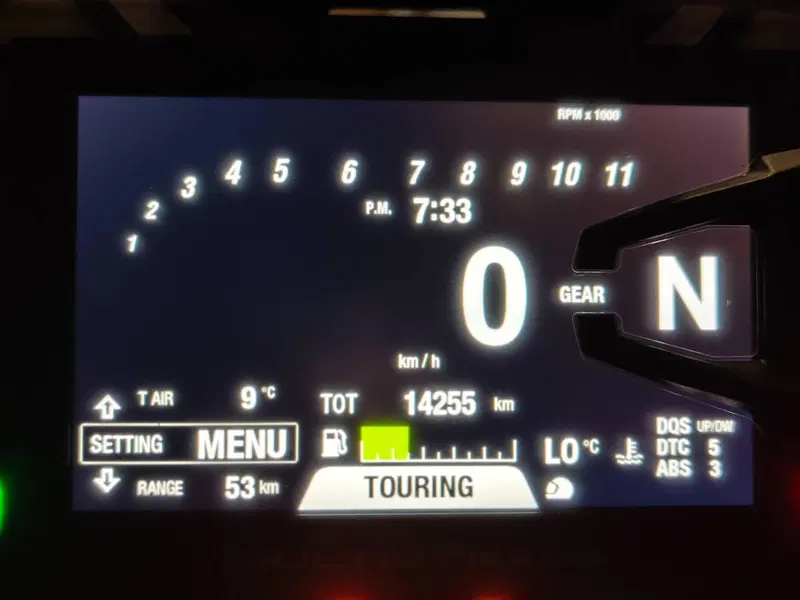 RPM x 1000
1 2 3 4 5 6 7 8 9 10 11
P.M. 7:33
0 GEAR N
km/h
T AIR 9 °C
TOT 14255 km
SETTING MENU
LO °C
DQS UP/DW
DTC 5
ABS 3
RANGE 53 km
TOURING